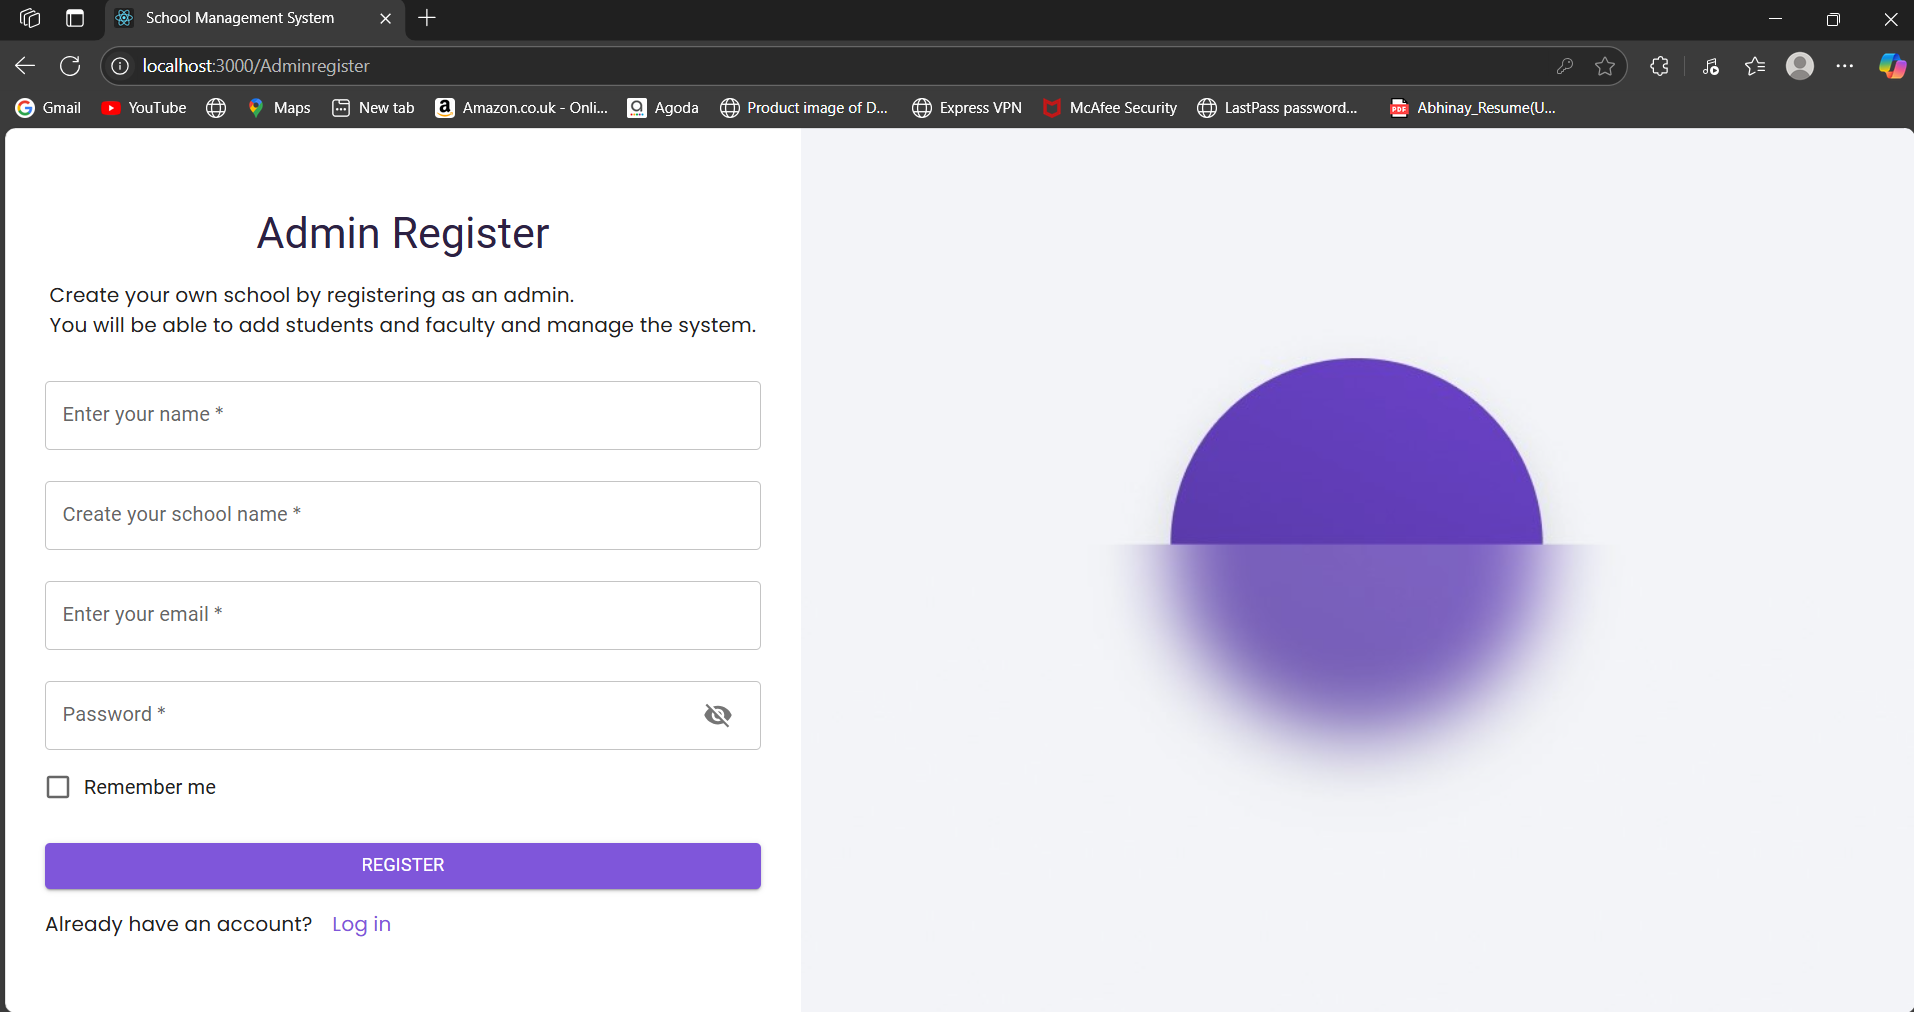 School Management System
localhost:3000/Adminregister
Gmail YouTube Maps New tab Amazon.co.uk - Onli... Agoda Product image of D... Express VPN McAfee Security LastPass password... Abhinay_Resume(U...
Admin Register
Create your own school by registering as an admin.
You will be able to add students and faculty and manage the system.
Enter your name *
Create your school name *
Enter your email *
Password *
Remember me
REGISTER
Already have an account? Log in